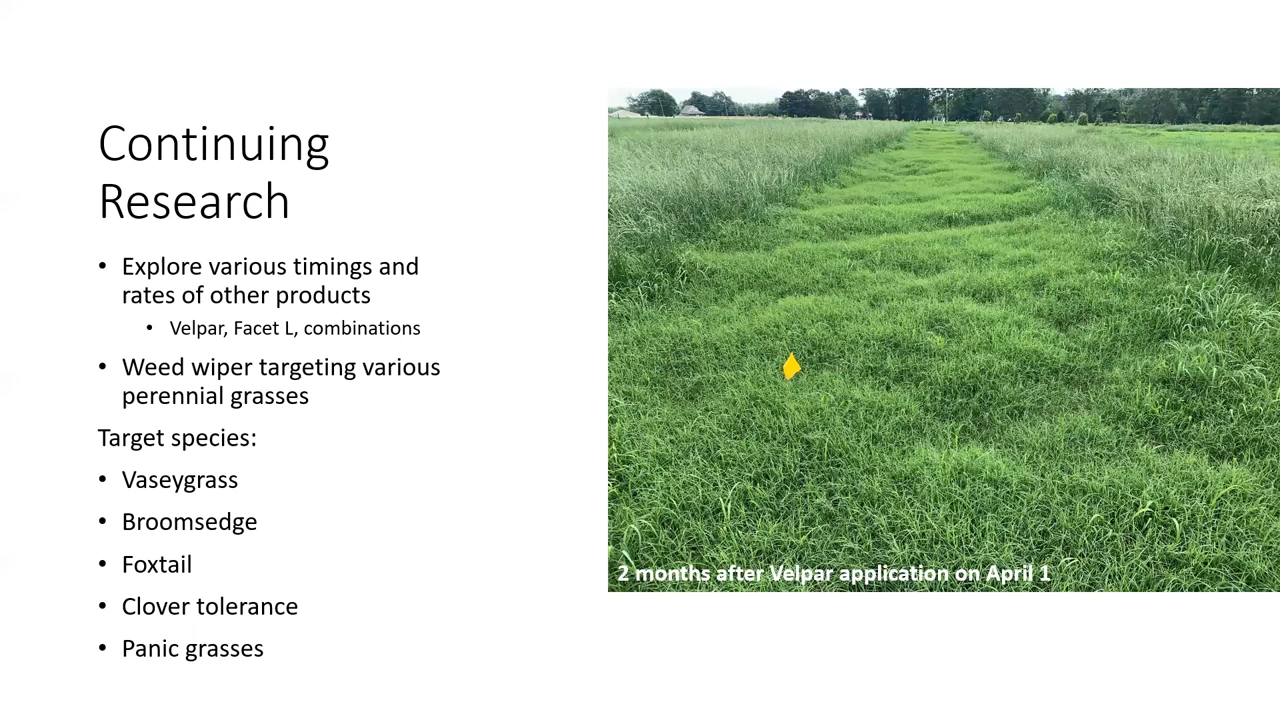 Continuing
Research
• Explore various timings and
rates of other products
• Velpar, Facet L, combinations
• Weed wiper targeting various
perennial grasses
Target species:
• Vaseygrass
• Broomsedge
• Foxtail
• Clover tolerance
• Panic grasses
2 months after Velpar application on April 1